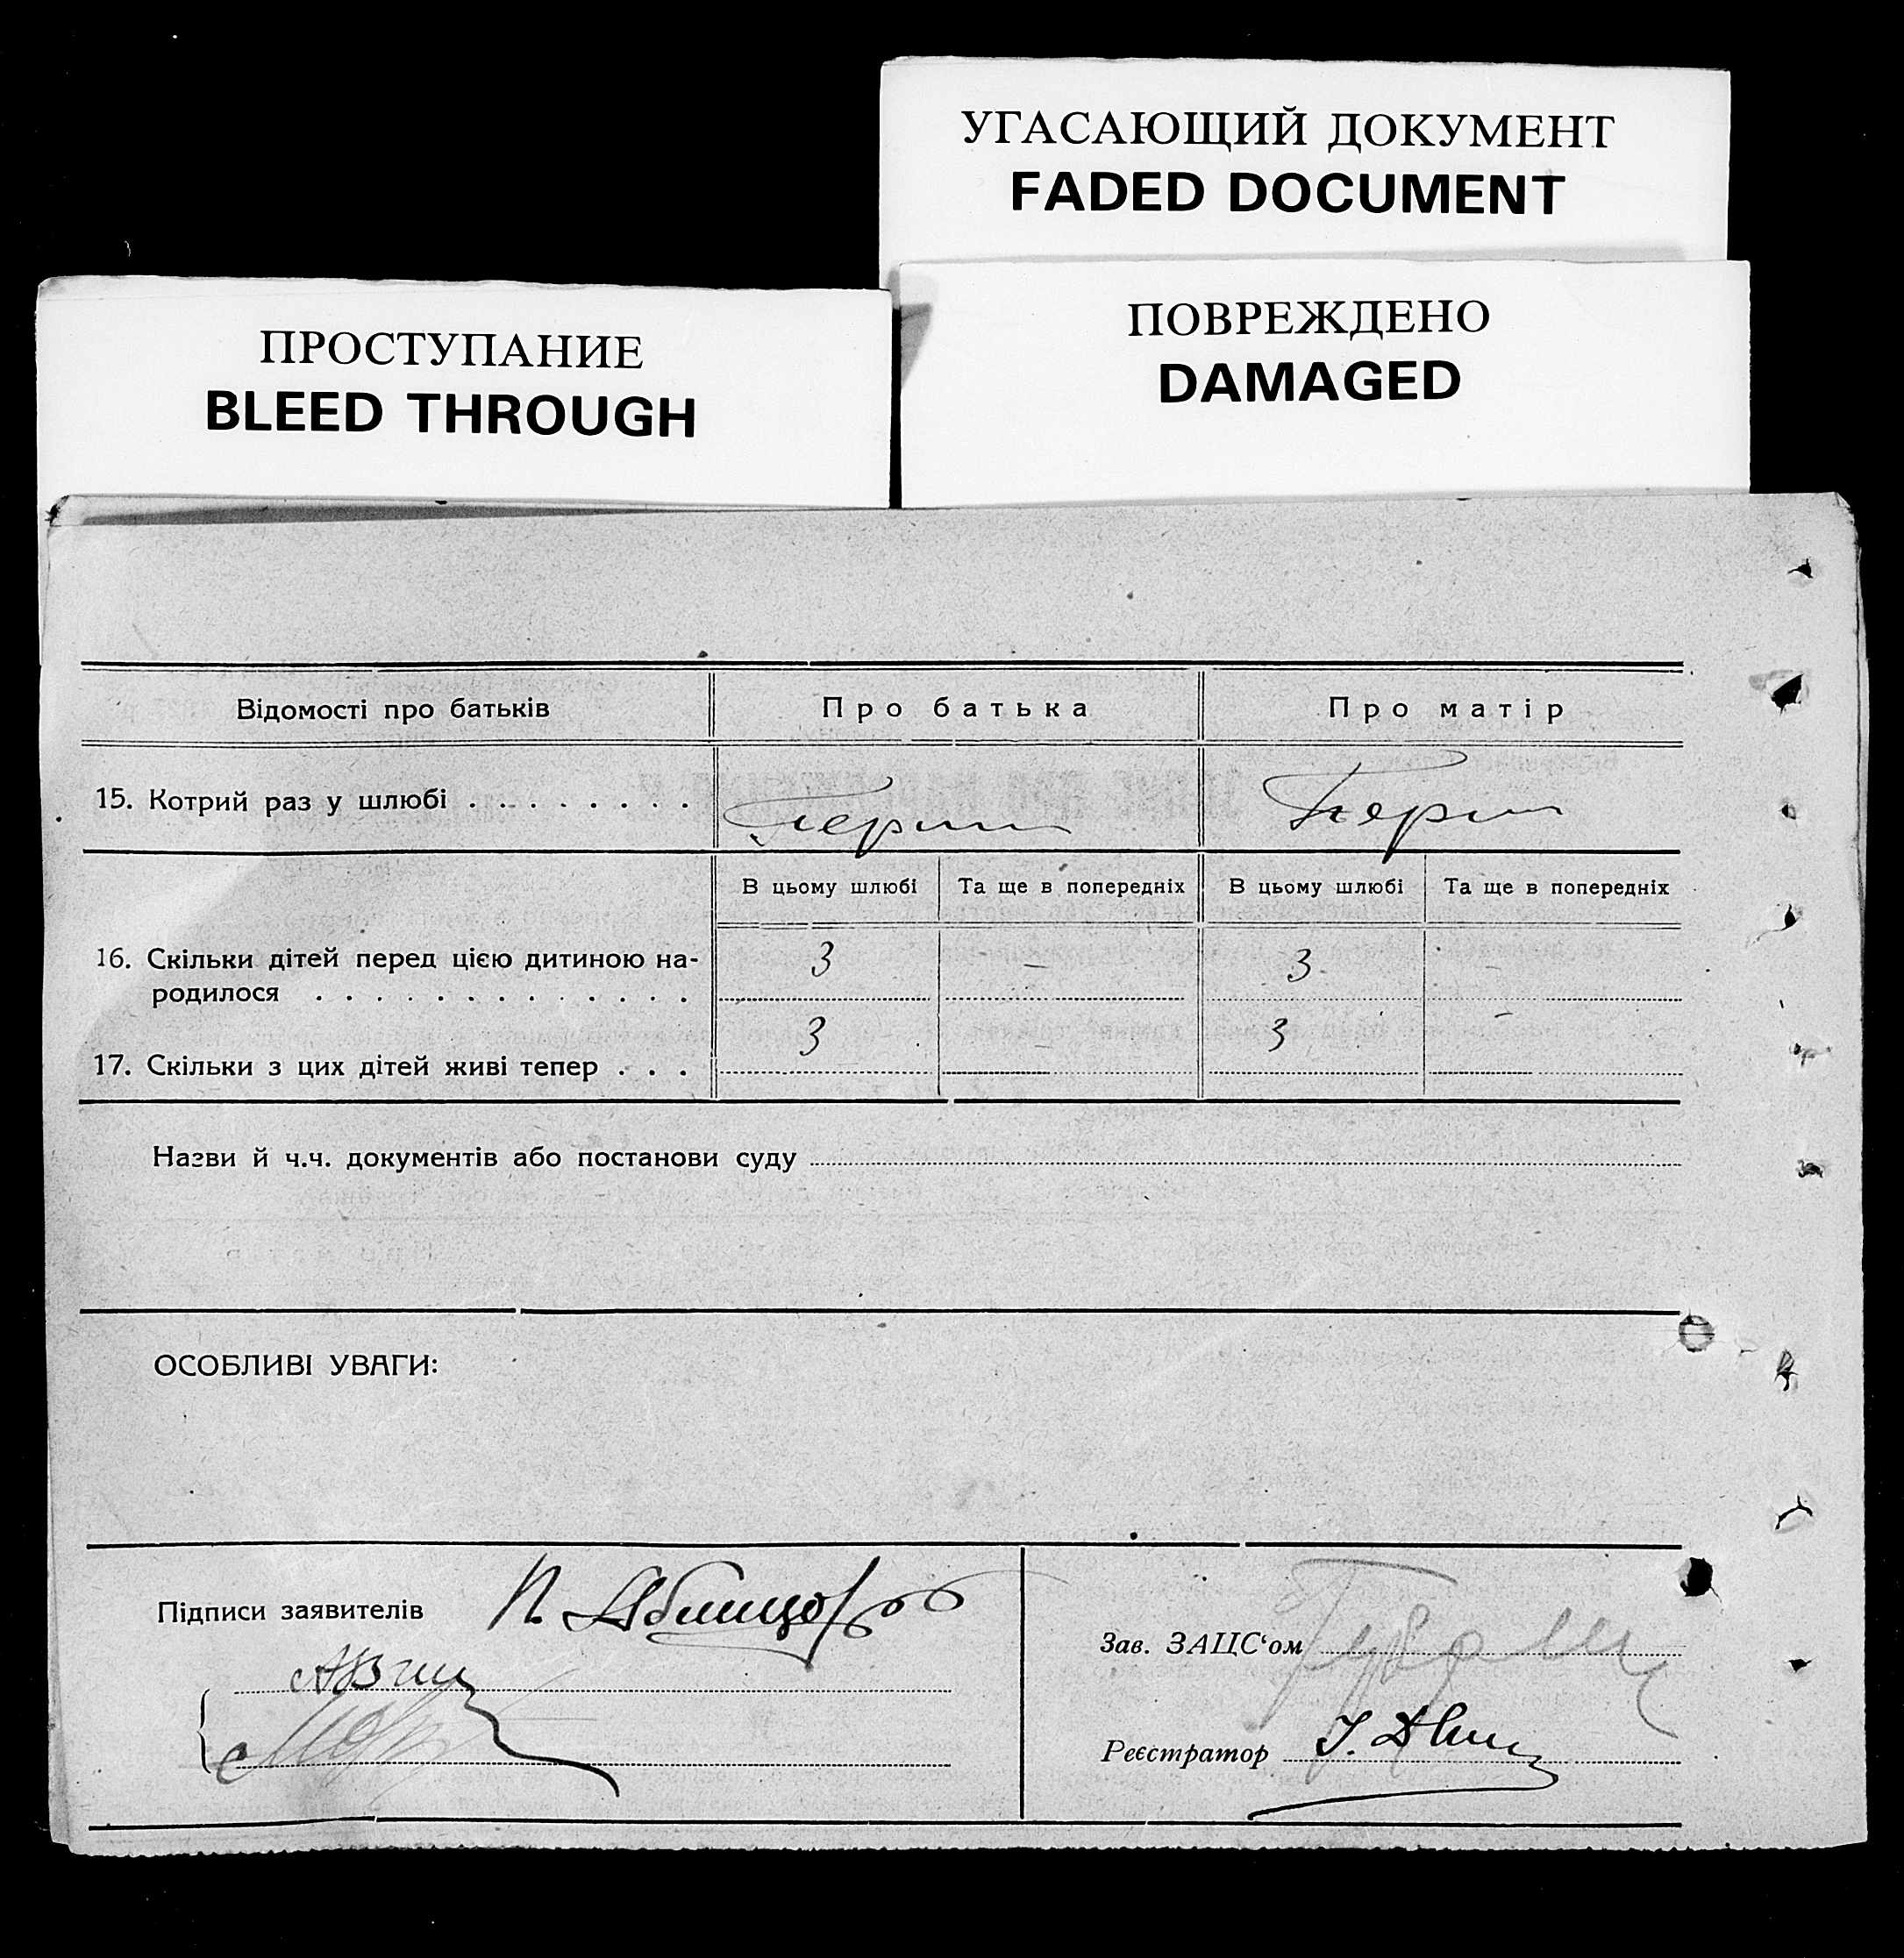 УГАСАЮЩИЙ ДОКУМЕНТ
FADED DOCUMENT
ПРОСТУПАНИЕ
BLEED THROUGH
ПОВРЕЖДЕНО
DAMAGED
Відомості про батьків Про батька Про матір
15. Котрий раз у шлюбі . . . . . . . .
В цьому шлюбі Та ще в попередніх В цьому шлюбі Та ще в попередніх
16. Скільки дітей перед цією дитиною на- 3 – 3 –
родилося . . . . . . . . . . . . . .
17. Скільки з цих дітей живі тепер . . . 3 – 3 –
Назви й ч.ч. документів або постанови суду
ОСОБЛИВІ УВАГИ:
Підписи заявителів
Зав. ЗАЦС‘ом
Реєстратор